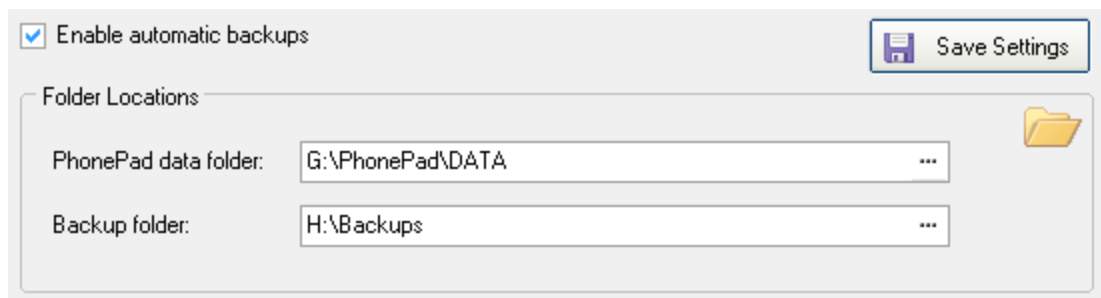 Enable automatic backups
Save Settings
Folder Locations
PhonePad data folder: G:\PhonePad\DATA ...
Backup folder: H:\Backups ...